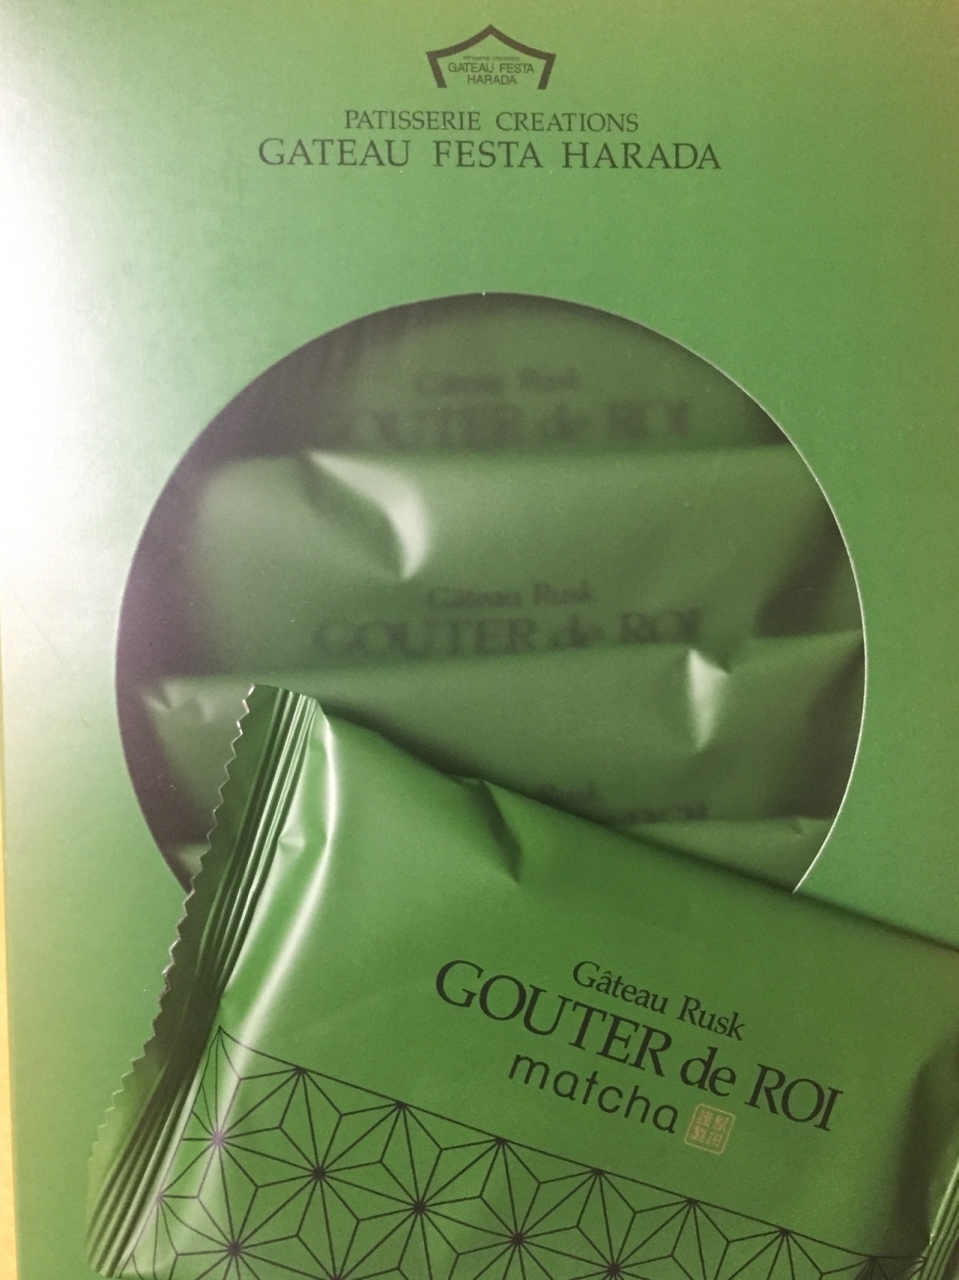 GATEAU FESTA
HARADA
PATISSERIE CREATIONS
GATEAU FESTA HARADA
Gâteau Rusk
GOUTER de ROI
Gâteau Rusk
GOUTER de ROI
Gâteau Rusk
GOUTER de ROI
matcha